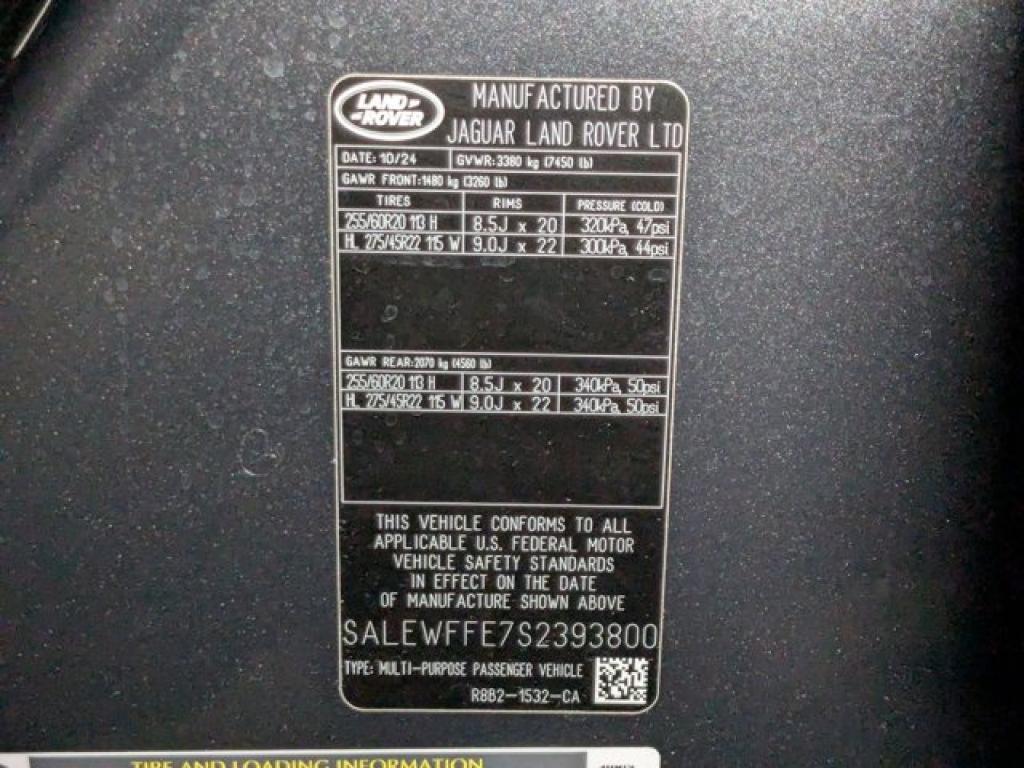 LAND ROVER
MANUFACTURED BY
JAGUAR LAND ROVER LTD
DATE: 10/24 GVWR:3380 kg (7450 lb)
GAWR FRONT:1480 kg (3260 lb)
TIRES RIMS PRESSURE (COLD)
255/60R20 113 H 8.5J x 20 320kPa, 47psi
HL 275/45R22 115 W 9.0J x 22 300kPa, 44psi
GAWR REAR:2070 kg (4560 lb)
255/60R20 113 H 8.5J x 20 340kPa, 50psi
HL 275/45R22 115 W 9.0J x 22 340kPa, 50psi
THIS VEHICLE CONFORMS TO ALL
APPLICABLE U.S. FEDERAL MOTOR
VEHICLE SAFETY STANDARDS
IN EFFECT ON THE DATE
OF MANUFACTURE SHOWN ABOVE
SALEWFFE7S2393800
TYPE: MULTI-PURPOSE PASSENGER VEHICLE
R8B2-1532-CA
TIRE AND LOADING INFORMATION